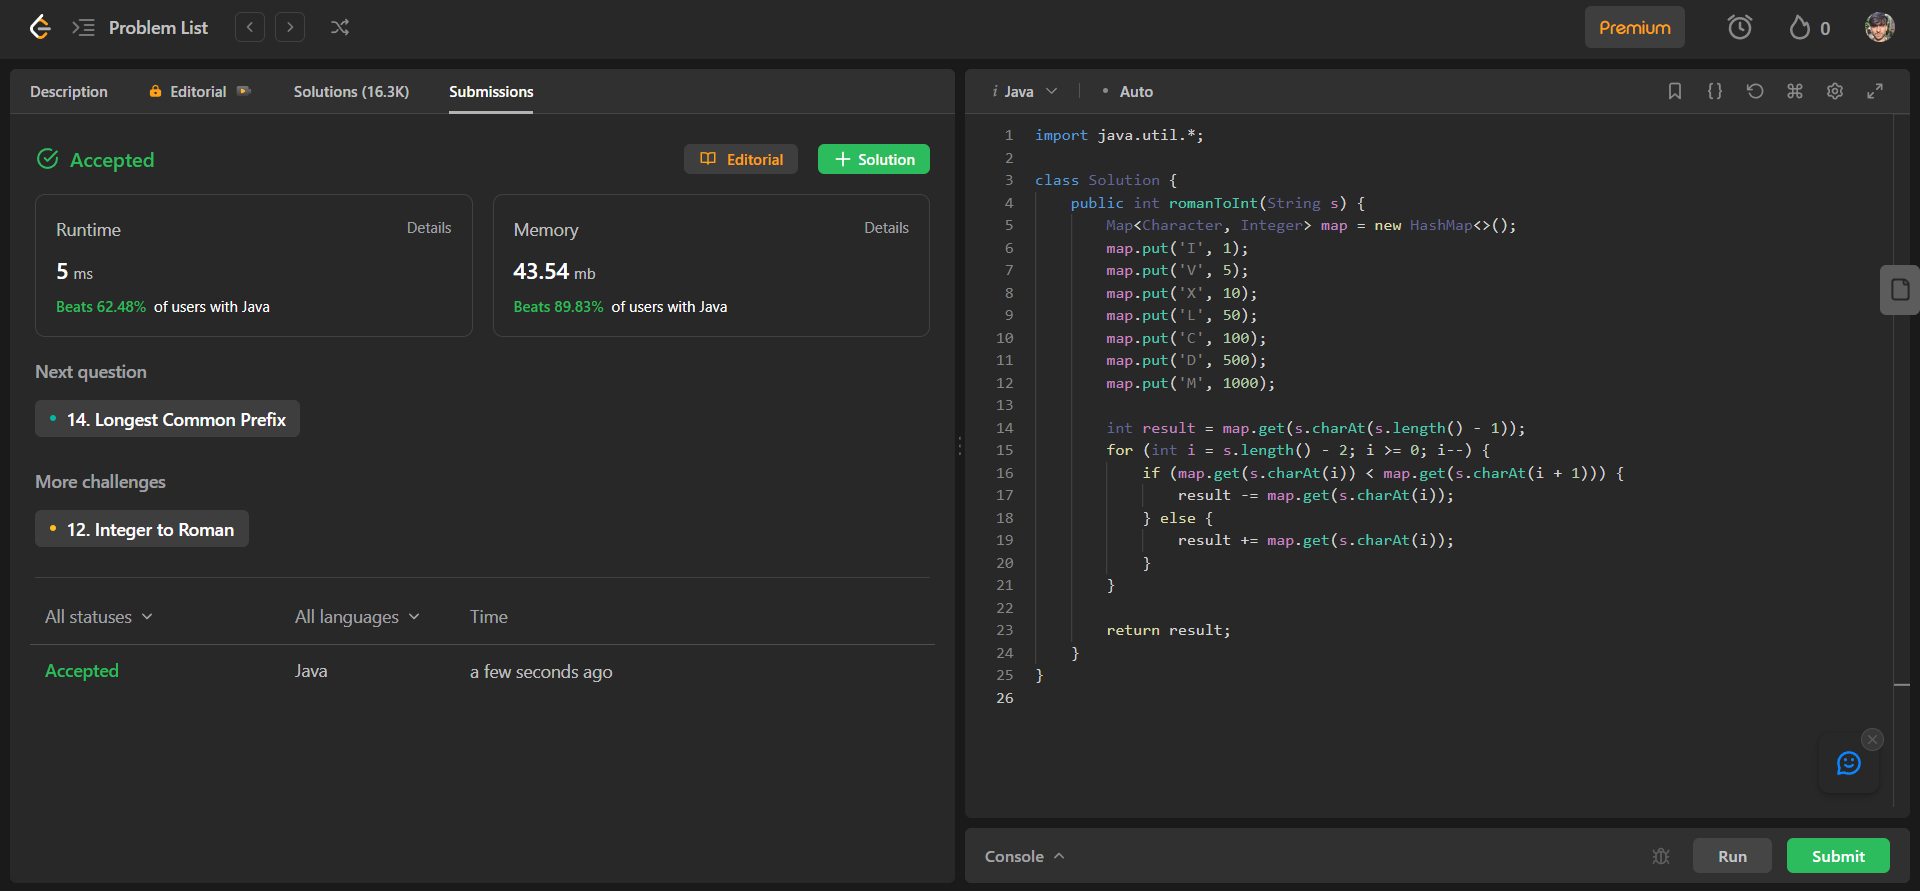 Problem List
Premium
0
Description
Editorial
Solutions (16.3K)
Submissions
Accepted
Editorial
Solution
Runtime
Details
5 ms
Beats 62.48% of users with Java
Memory
Details
43.54 mb
Beats 89.83% of users with Java
Next question
14. Longest Common Prefix
More challenges
12. Integer to Roman
All statuses
All languages
Time
Accepted
Java
a few seconds ago
i Java
Auto
1 import java.util.*;
2
3 class Solution {
4     public int romanToInt(String s) {
5         Map<Character, Integer> map = new HashMap<>();
6         map.put('I', 1);
7         map.put('V', 5);
8         map.put('X', 10);
9         map.put('L', 50);
10         map.put('C', 100);
11         map.put('D', 500);
12         map.put('M', 1000);
13
14         int result = map.get(s.charAt(s.length() - 1));
15         for (int i = s.length() - 2; i >= 0; i--) {
16             if (map.get(s.charAt(i)) < map.get(s.charAt(i + 1))) {
17                 result -= map.get(s.charAt(i));
18             } else {
19                 result += map.get(s.charAt(i));
20             }
21         }
22
23         return result;
24     }
25 }
26
Console
Run
Submit